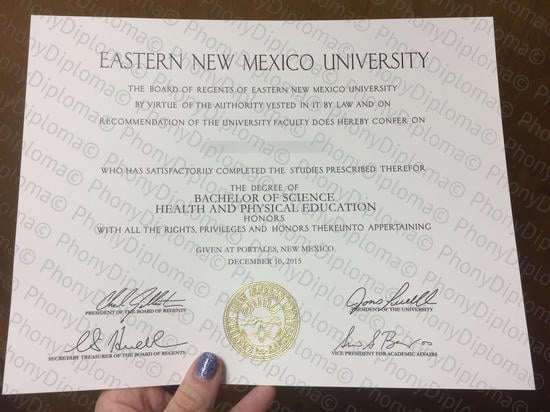 EASTERN NEW MEXICO UNIVERSITY
THE BOARD OF REGENTS OF EASTERN NEW MEXICO UNIVERSITY
BY VIRTUE OF THE AUTHORITY VESTED IN IT BY LAW AND ON
RECOMMENDATION OF THE UNIVERSITY FACULTY DOES HEREBY CONFER ON
WHO HAS SATISFACTORILY COMPLETED THE STUDIES PRESCRIBED THEREFOR
THE DEGREE OF
BACHELOR OF SCIENCE
HEALTH AND PHYSICAL EDUCATION
HONORS
WITH ALL THE RIGHTS, PRIVILEGES AND HONORS THEREUNTO APPERTAINING
GIVEN AT PORTALES, NEW MEXICO.
DECEMBER 10, 2015
PRESIDENT OF THE BOARD OF REGENTS
PRESIDENT OF THE UNIVERSITY
SECRETARY TREASURER OF THE BOARD OF REGENTS
VICE PRESIDENT FOR ACADEMIC AFFAIRS
PhonyDiploma©